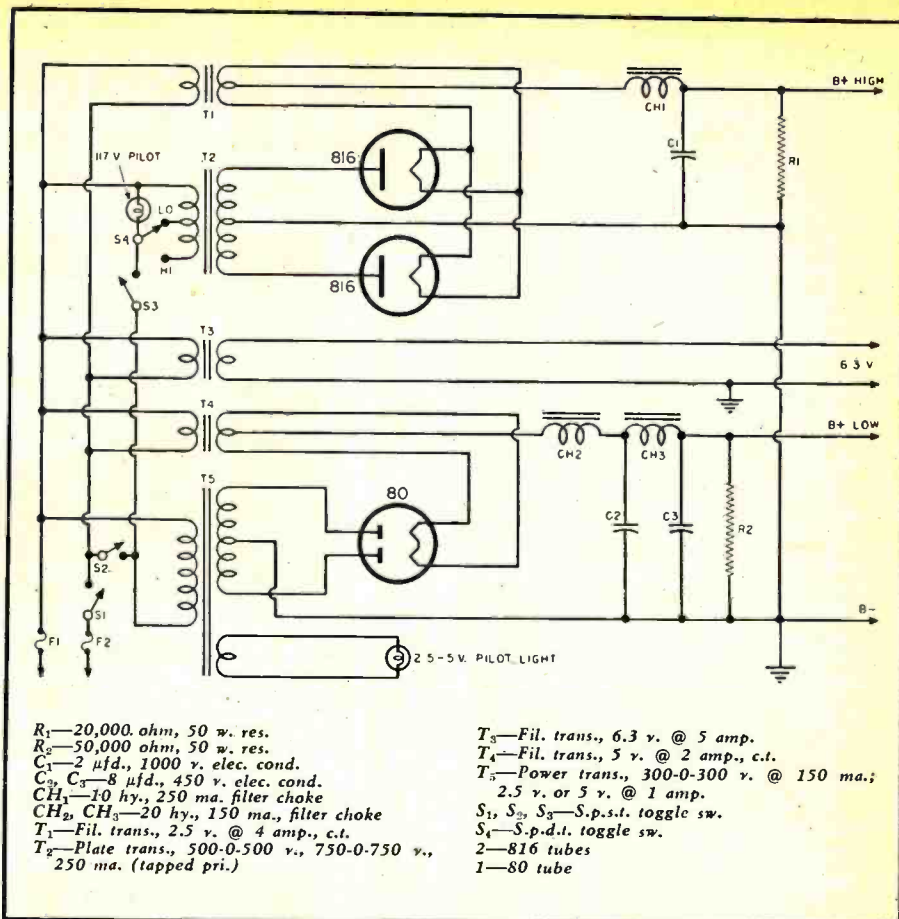 T1
CH1
B+ HIGH
117 V PILOT
T2
816
C1
R1
LO
S4
HI
816
S3
T3
6.3 V
T4
B+ LOW
CH2
CH3
T5
80
C2
C3
R2
S2
S1
B-
F1
F2
2.5-5 V. PILOT LIGHT
R₁—20,000. ohm, 50 w. res.
R₂—50,000 ohm, 50 w. res.
C₁—2 μfd., 1000 v. elec. cond.
C₂, C₃—8 μfd., 450 v. elec. cond.
CH₁—10 hy., 250 ma. filter choke
CH₂, CH₃—20 hy., 150 ma., filter choke
T₁—Fil. trans., 2.5 v. @ 4 amp., c.t.
T₂—Plate trans., 500-0-500 v., 750-0-750 v., 
250 ma. (tapped pri.)
T₃—Fil. trans., 6.3 v. @ 5 amp.
T₄—Fil. trans., 5 v. @ 2 amp., c.t.
T₅—Power trans., 300-0-300 v. @ 150 ma.;
2.5 v. or 5 v. @ 1 amp.
S₁, S₂, S₃—S.p.s.t. toggle sw.
S₄—S.p.d.t. toggle sw.
2—816 tubes
1—80 tube